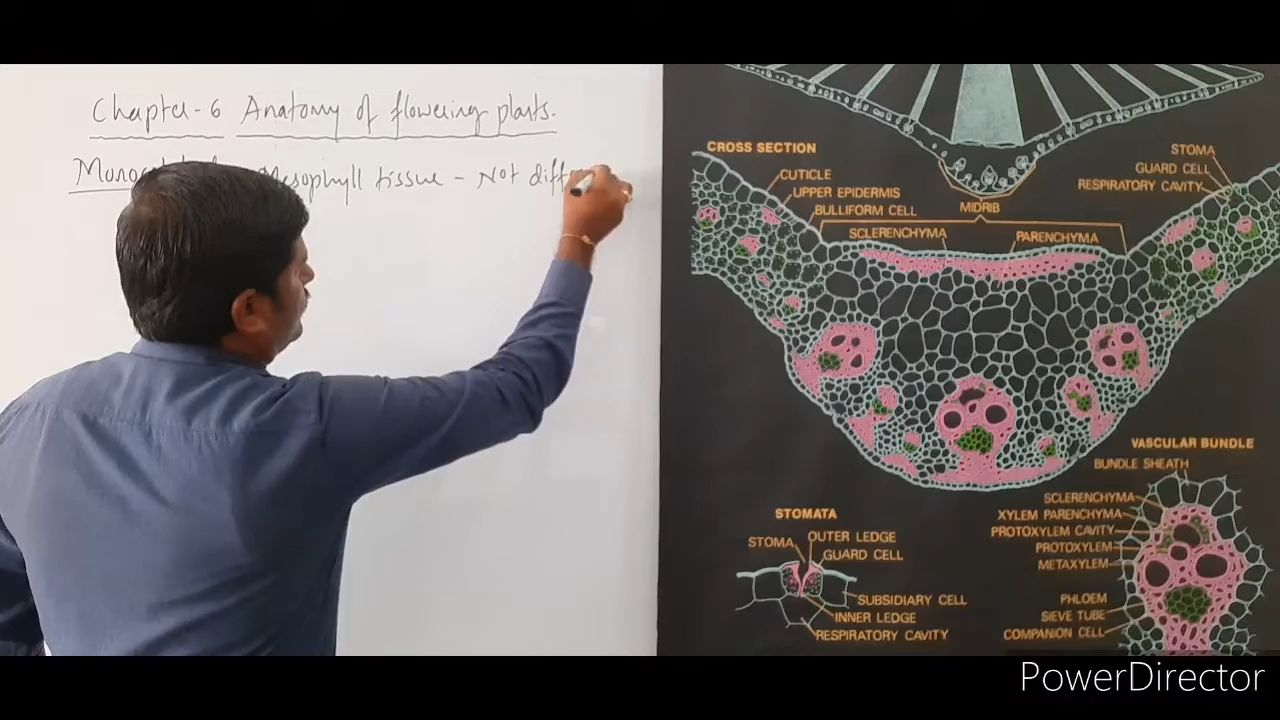 Chapter-6 Anatomy of flowering plants.
Mesophyll tissue - Not
CROSS SECTION
CUTICLE
UPPER EPIDERMIS
BULLIFORM CELL
MIDRIB
SCLERENCHYMA
PARENCHYMA
STOMA
GUARD CELL
RESPIRATORY CAVITY
STOMATA
STOMA
OUTER LEDGE
GUARD CELL
SUBSIDIARY CELL
INNER LEDGE
RESPIRATORY CAVITY
VASCULAR BUNDLE
BUNDLE SHEATH
SCLERENCHYMA
XYLEM PARENCHYMA
PROTOXYLEM CAVITY
PROTOXYLEM
METAXYLEM
PHLOEM
SIEVE TUBE
COMPANION CELL
PowerDirector